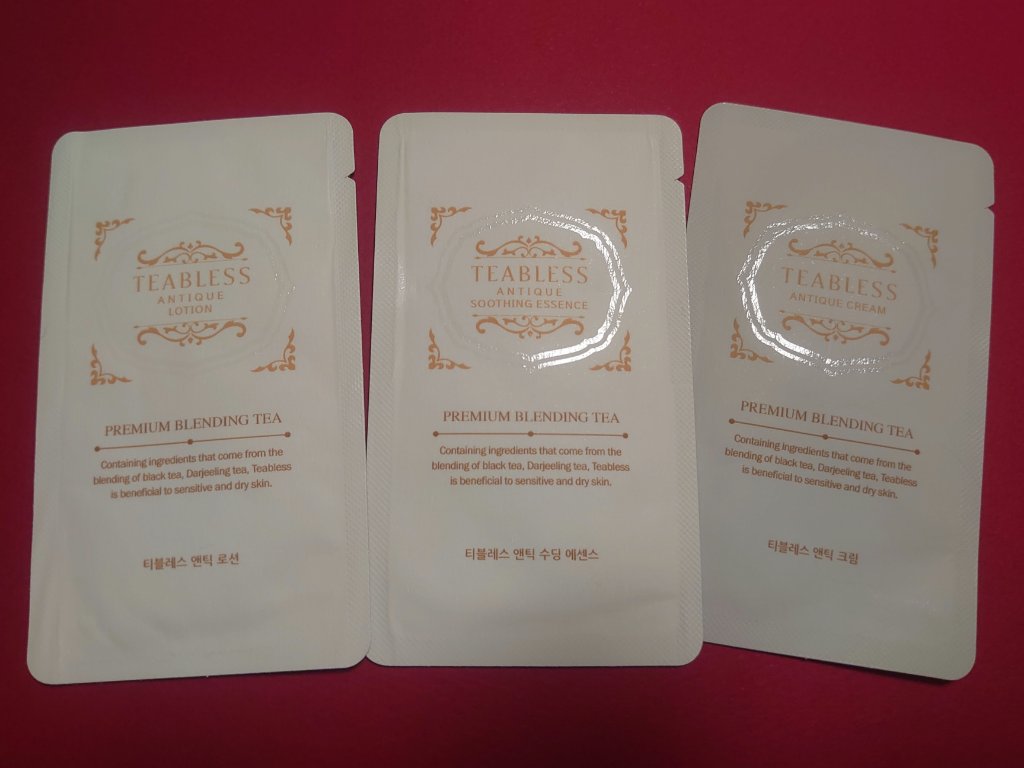 TEABLESS
ANTIQUE
LOTION
PREMIUM BLENDING TEA
Containing ingredients that come from the
blending of black tea, Darjeeling tea, Teabless
is beneficial to sensitive and dry skin.
티블레스 앤틱 로션
TEABLESS
ANTIQUE
SOOTHING ESSENCE
PREMIUM BLENDING TEA
Containing ingredients that come from the
blending of black tea, Darjeeling tea, Teabless
is beneficial to sensitive and dry skin.
티블레스 앤틱 수딩 에센스
TEABLESS
ANTIQUE CREAM
PREMIUM BLENDING TEA
Containing ingredients that come from the
blending of black tea, Darjeeling tea, Teabless
is beneficial to sensitive and dry skin.
티블레스 앤틱 크림